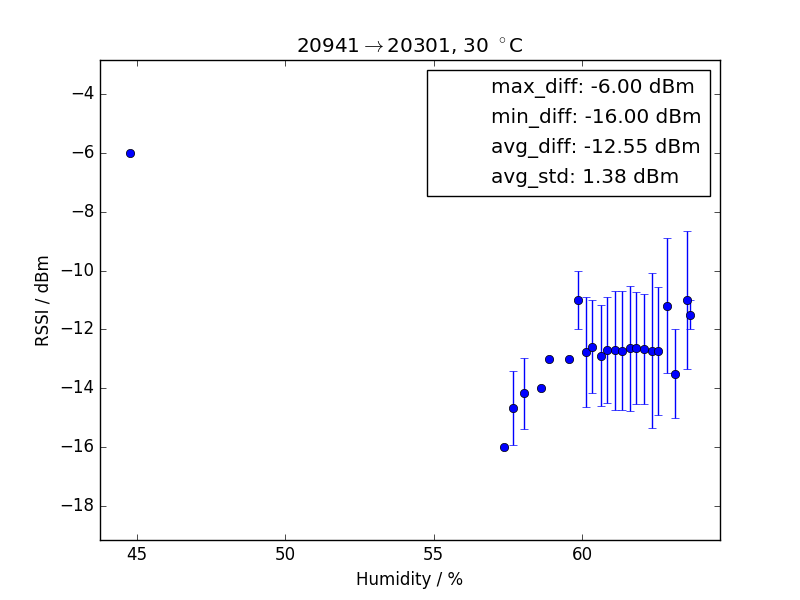 20941→20301, 30 °C
max_diff: -6.00 dBm
min_diff: -16.00 dBm
avg_diff: -12.55 dBm
avg_std: 1.38 dBm
−4
−6
−8
−10
−12
−14
−16
−18
RSSI / dBm
45 50 55 60
Humidity / %